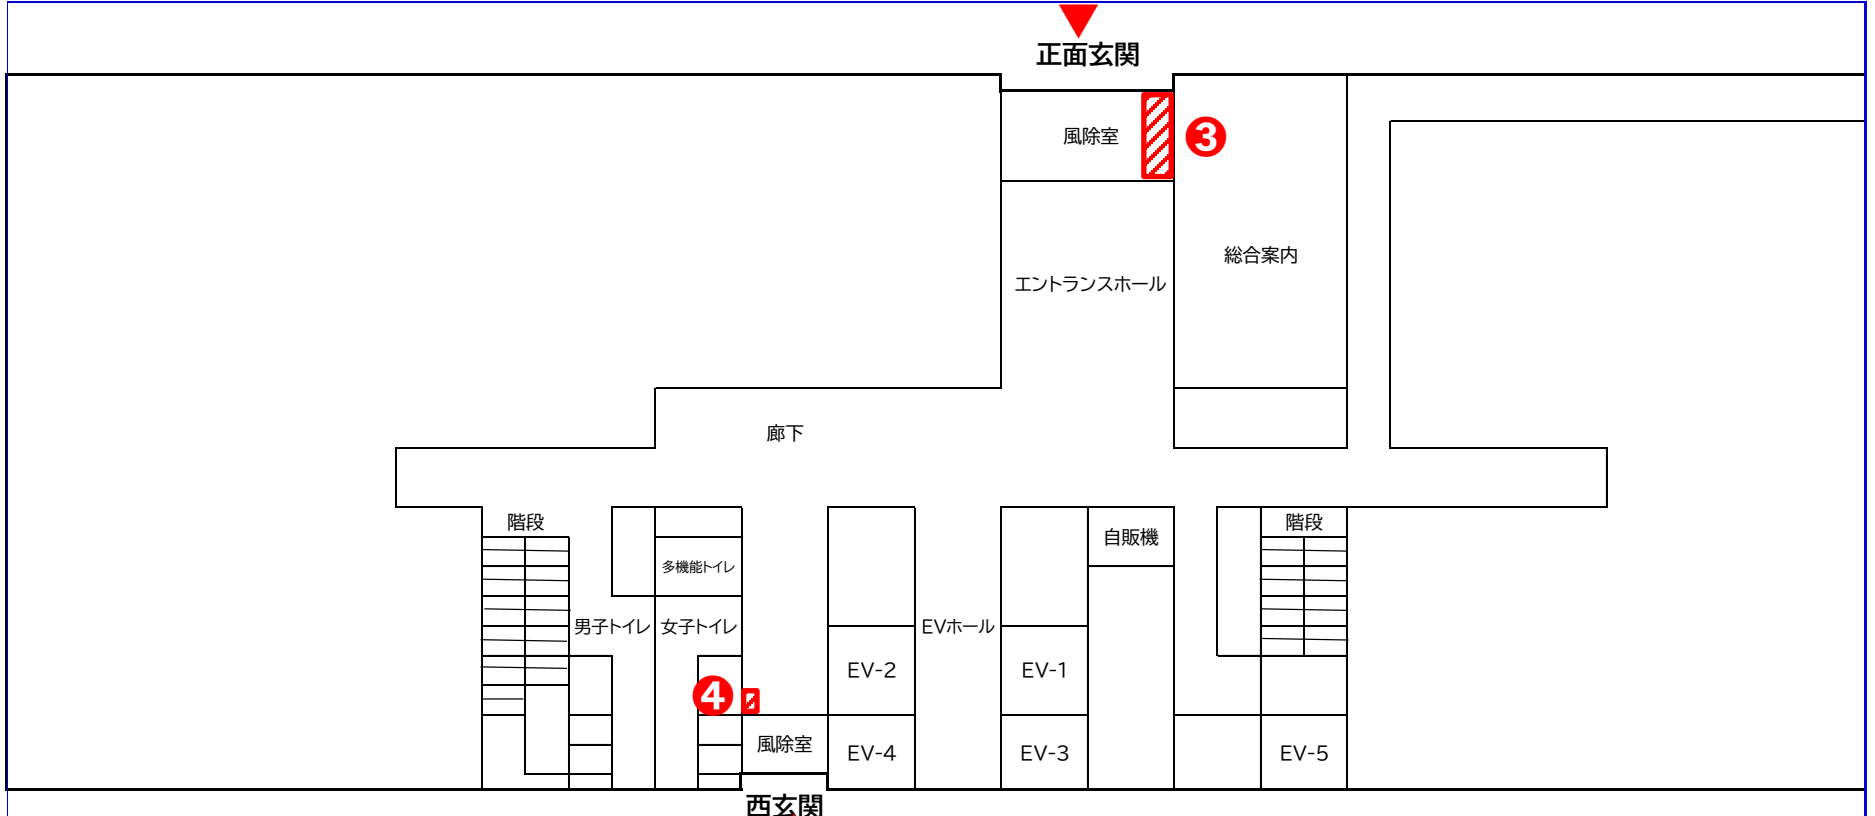 正面玄関
風除室
❸
総合案内
エントランスホール
廊下
階段
自販機
階段
多機能トイレ
男子トイレ
女子トイレ
EVホール
EV-2
EV-1
❹
風除室
EV-4
EV-3
EV-5
西玄関